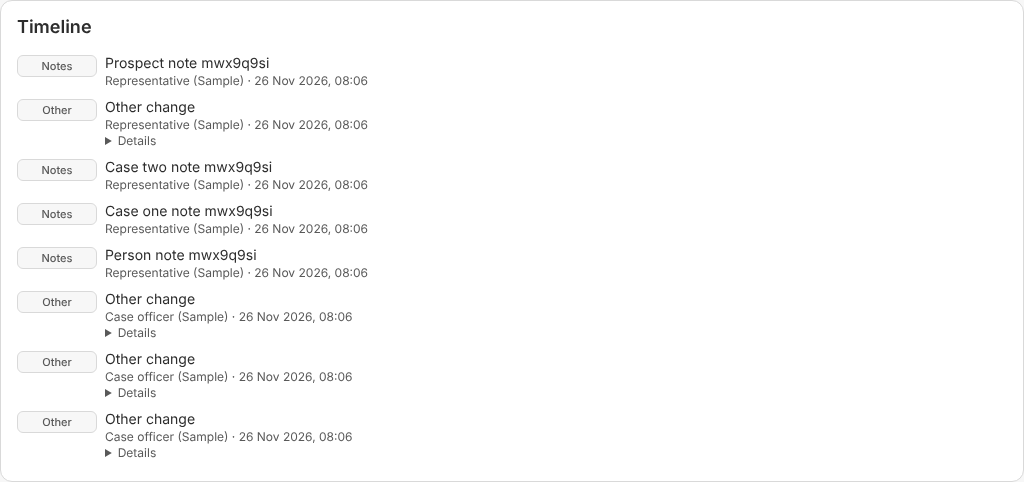 Timeline
Notes
Prospect note mwx9q9si
Representative (Sample) · 26 Nov 2026, 08:06
Other
Other change
Representative (Sample) · 26 Nov 2026, 08:06
Details
Notes
Case two note mwx9q9si
Representative (Sample) · 26 Nov 2026, 08:06
Notes
Case one note mwx9q9si
Representative (Sample) · 26 Nov 2026, 08:06
Notes
Person note mwx9q9si
Representative (Sample) · 26 Nov 2026, 08:06
Other
Other change
Case officer (Sample) · 26 Nov 2026, 08:06
Details
Other
Other change
Case officer (Sample) · 26 Nov 2026, 08:06
Details
Other
Other change
Case officer (Sample) · 26 Nov 2026, 08:06
Details